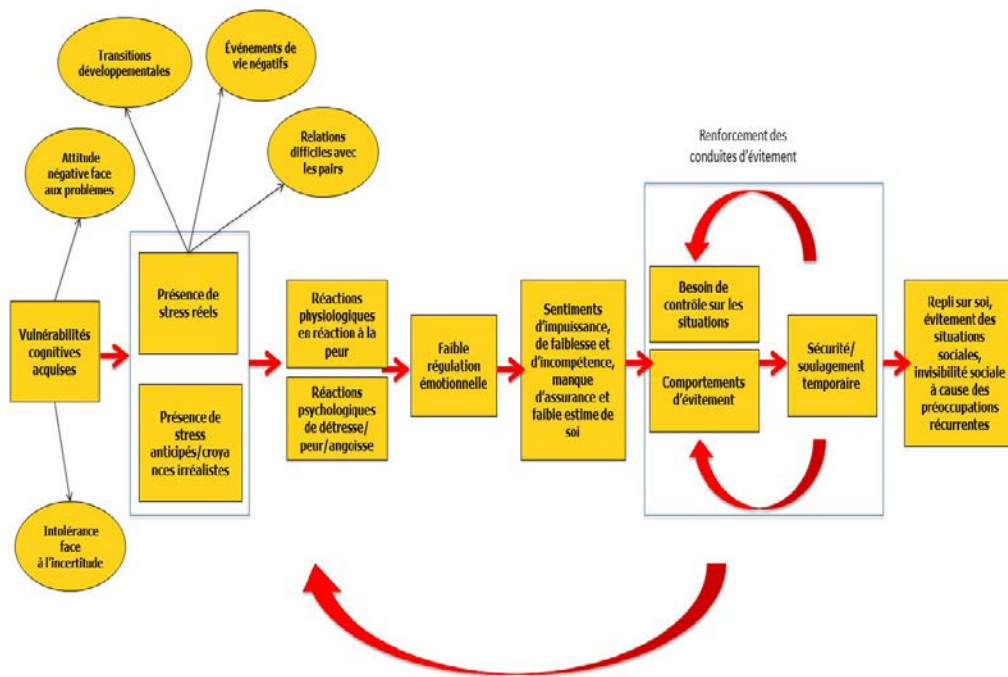 Transitions
développementales
Événements de
vie négatifs
Relations
difficiles avec
les pairs
Attitude
négative face
aux problèmes
Renforcement des
conduites d'évitement
Vulnérabilités
cognitives
acquises
Présence de
stress réels
Présence de
stress
anticipés/croya
nces irréalistes
Réactions
physiologiques
en réaction à la
peur
Réactions
psychologiques
de détresse/
peur/angoisse
Faible
régulation
émotionnelle
Sentiments
d'impuissance,
de faiblesse et
d'incompétence,
manque
d'assurance et
faible estime de
soi
Besoin de
contrôle sur les
situations
Comportements
d'évitement
Sécurité/
soulagement
temporaire
Repli sur soi,
évitement des
situations
sociales,
invisibilité sociale
à cause des
préoccupations
récurrentes
Intolérance
face
à l'incertitude